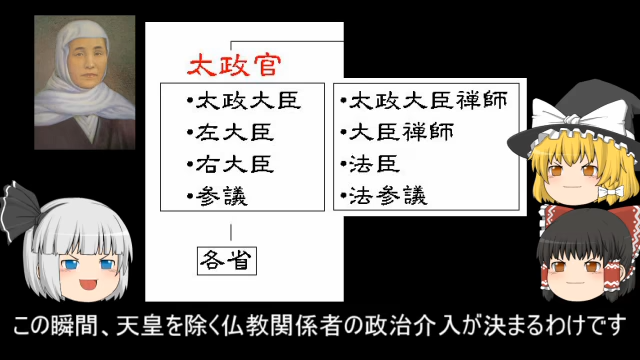 太政官
・太政大臣
・左大臣
・右大臣
・参議
・太政大臣禅師
・大臣禅師
・法臣
・法参議
各省
この瞬間、天皇を除く仏教関係者の政治介入が決まるわけです